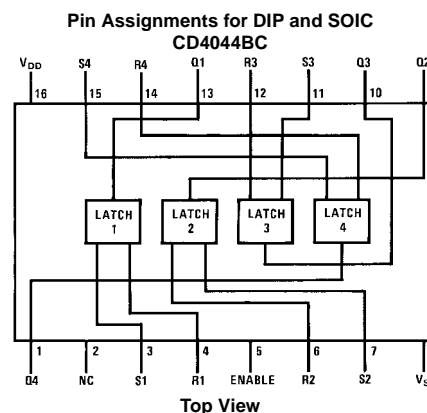 Pin Assignments for DIP and SOIC
CD4044BC
VDD S4 R4 Q1 R3 S3 Q3 Q2
16 15 14 13 12 11 10
LATCH 1
LATCH 2
LATCH 3
LATCH 4
1 2 3 4 5 6 7
Q4 NC S1 R1 ENABLE R2 S2
Top View